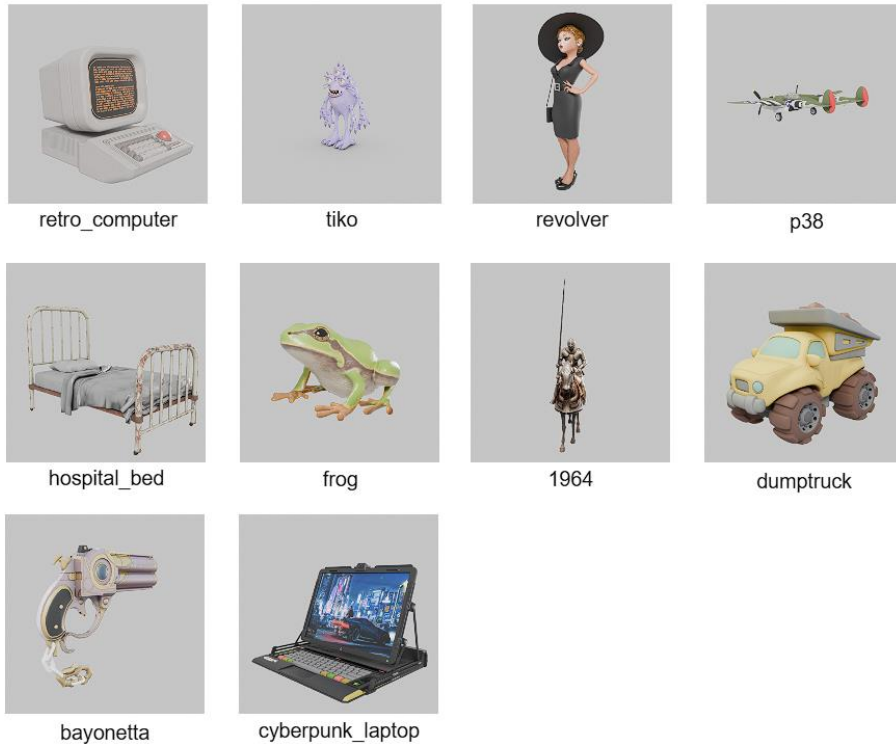 retro_computer
tiko
revolver
p38
hospital_bed
frog
1964
dumptruck
bayonetta
cyberpunk_laptop